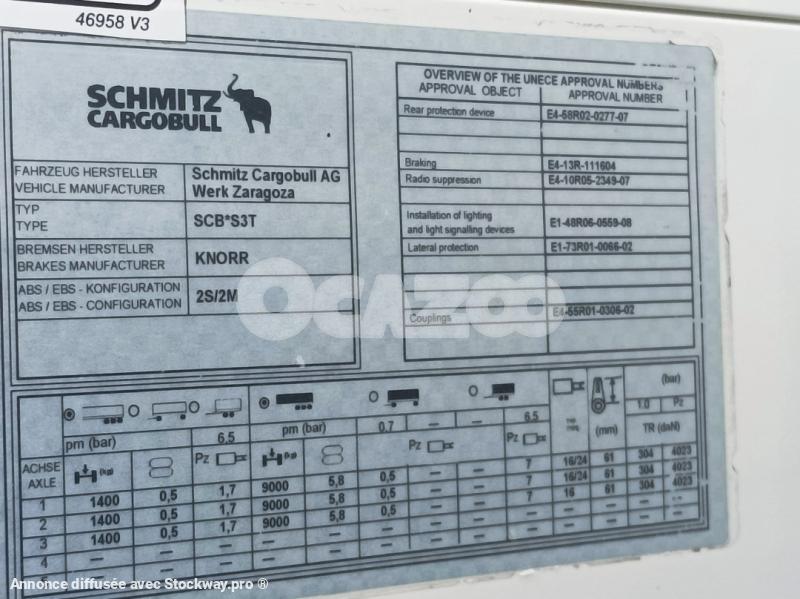 46958 V3
SCHMITZ
CARGOBULL
FAHRZEUG HERSTELLER
VEHICLE MANUFACTURER
Schmitz Cargobull AG
Werk Zaragoza
TYP
TYPE
SCB*S3T
BREMSEN HERSTELLER
BRAKES MANUFACTURER
KNORR
ABS / EBS - KONFIGURATION
ABS / EBS - CONFIGURATION
2S/2M
OVERVIEW OF THE UNECE APPROVAL NUMBERS
APPROVAL OBJECT APPROVAL NUMBER
Rear protection device E4-58R02-0277-07
Braking E4-13R-111604
Radio suppression E4-10R05-2349-07
Installation of lighting
and light signalling devices E1-48R06-0559-08
Lateral protection E1-73R01-0066-02
Couplings E4-55R01-0306-02
OCAZOO
(bar)
pm (bar) 6,5 pm (bar) 0,7 — — 6,5 1,0 Pz
ACHSE
AXLE
(kg) Pz (kg) Pz Pz (mm) TR (daN)
1 1400 0,5 1,7 9000 5,8 0,5 — — 7 16/24 61 304 4023
2 1400 0,5 1,7 9000 5,8 0,5 — — 7 16/24 61 304 4023
3 1400 0,5 1,7 9000 5,8 0,5 — — 7 16 61 304 4023
4 — — — — — — — — — — — — —
Annonce diffusée avec Stockway.pro ®